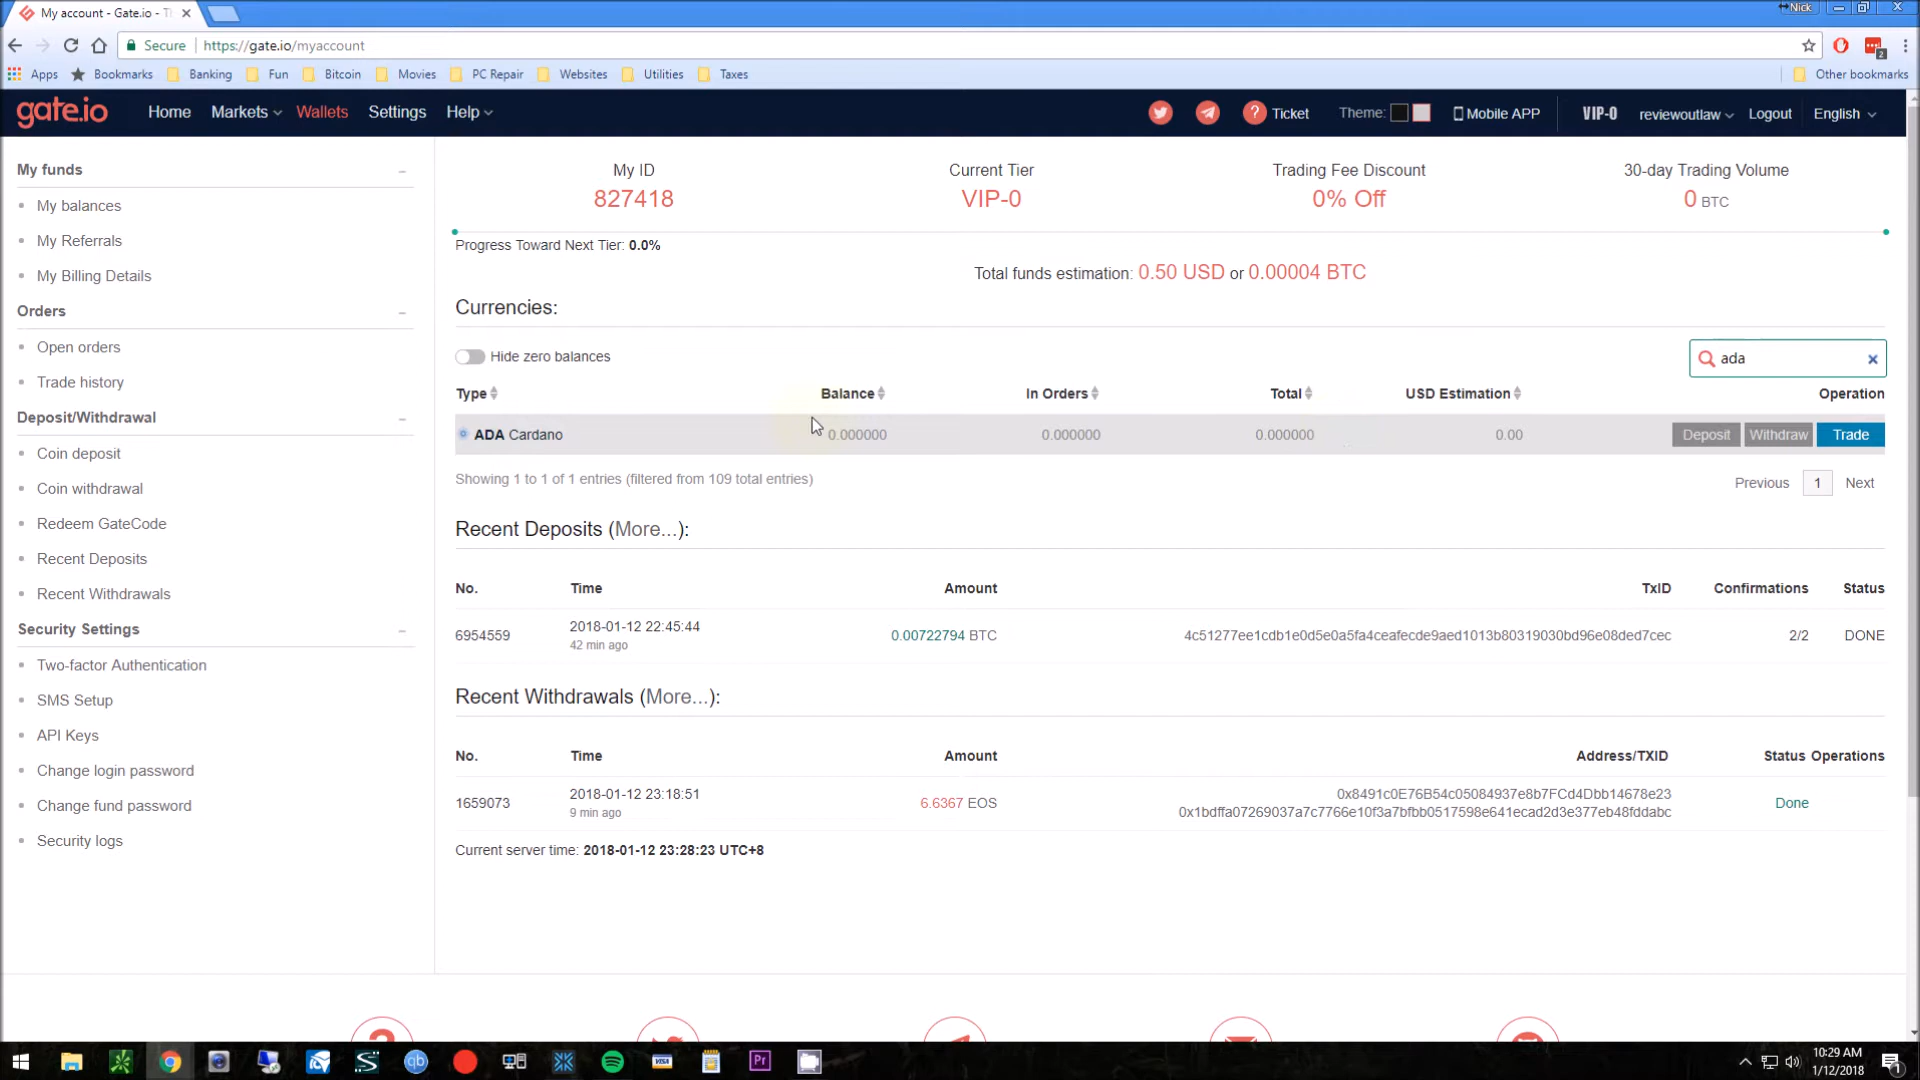 My account - Gate.io - T
Nick
Secure https://gate.io/myaccount
2
Apps Bookmarks Banking Fun Bitcoin Movies PC Repair Websites Utilities Taxes Other bookmarks
gate.io Home Markets Wallets Settings Help ? Ticket Theme: Mobile APP VIP-0 reviewoutlaw Logout English
My funds
My balances
My Referrals
My Billing Details
Orders
Open orders
Trade history
Deposit/Withdrawal
Coin deposit
Coin withdrawal
Redeem GateCode
Recent Deposits
Recent Withdrawals
Security Settings
Two-factor Authentication
SMS Setup
API Keys
Change login password
Change fund password
Security logs
My ID Current Tier Trading Fee Discount 30-day Trading Volume
827418 VIP-0 0% Off 0 BTC
Progress Toward Next Tier: 0.0%
Total funds estimation: 0.50 USD or 0.00004 BTC
Currencies:
Hide zero balances
ada
Type Balance In Orders Total USD Estimation Operation
ADA Cardano 0.000000 0.000000 0.000000 0.00 Deposit Withdraw Trade
Showing 1 to 1 of 1 entries (filtered from 109 total entries)
Previous 1 Next
Recent Deposits (More...):
No. Time Amount TxID Confirmations STATUS
6954559 2018-01-12 22:45:44 0.00722794 BTC 4c51277ee1cdb1e0d5e0a5fa4ceafecde9aed1013b80319030bd96e08ded7cec 2/2 DONE
42 min ago
Recent Withdrawals (More...):
No. Time Amount Address/TXID Status Operations
1659073 2018-01-12 23:18:51 6.6367 EOS 0x8491c0E76B54c05084937e8b7FCd4Dbb14678e23 Done
9 min ago 0x1bdffa07269037a7c7766e10f3a7bfbb0517598e641ecad2d3e377eb48fddabc
Current server time: 2018-01-12 23:28:23 UTC+8
qb VISA Pr
10:29 AM
1/12/2018
1